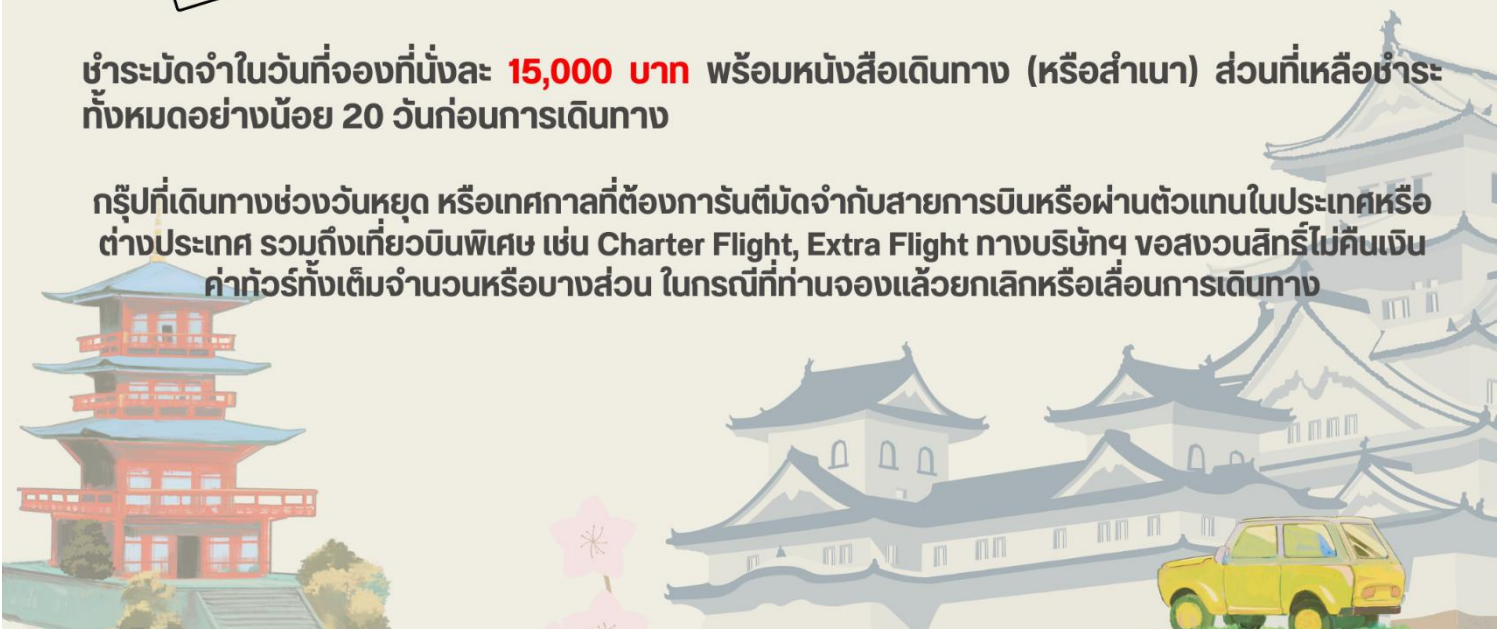 ชำระมัดจำในวันที่จองที่นั่งละ 15,000 บาท พร้อมหนังสือเดินทาง (หรือสำเนา) ส่วนที่เหลือชำระ
ทั้งหมดอย่างน้อย 20 วันก่อนการเดินทาง
กรุ๊ปที่เดินทางช่วงวันหยุด หรือเทศกาลที่ต้องการันตีมัดจำกับสายการบินหรือผ่านตัวแทนในประเทศหรือ
ต่างประเทศ รวมถึงเที่ยวบินพิเศษ เช่น Charter Flight, Extra Flight ทางบริษัทฯ ขอสงวนสิทธิ์ไม่คืนเงิน
ค่าทัวร์ทั้งเต็มจำนวนหรือบางส่วน ในกรณีที่ท่านจองแล้วยกเลิกหรือเลื่อนการเดินทาง